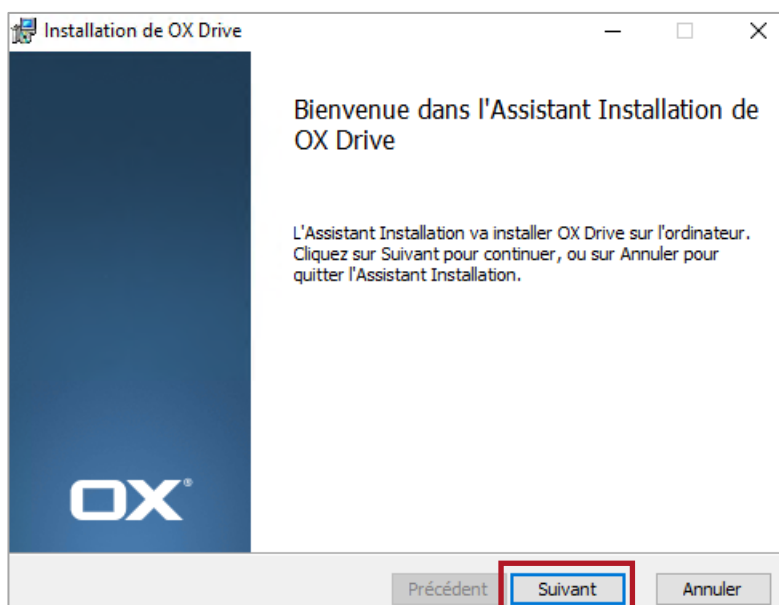 Installation de OX Drive
Bienvenue dans l'Assistant Installation de
OX Drive
L'Assistant Installation va installer OX Drive sur l'ordinateur.
Cliquez sur Suivant pour continuer, ou sur Annuler pour
quitter l'Assistant Installation.
OX®
Précédent Suivant Annuler